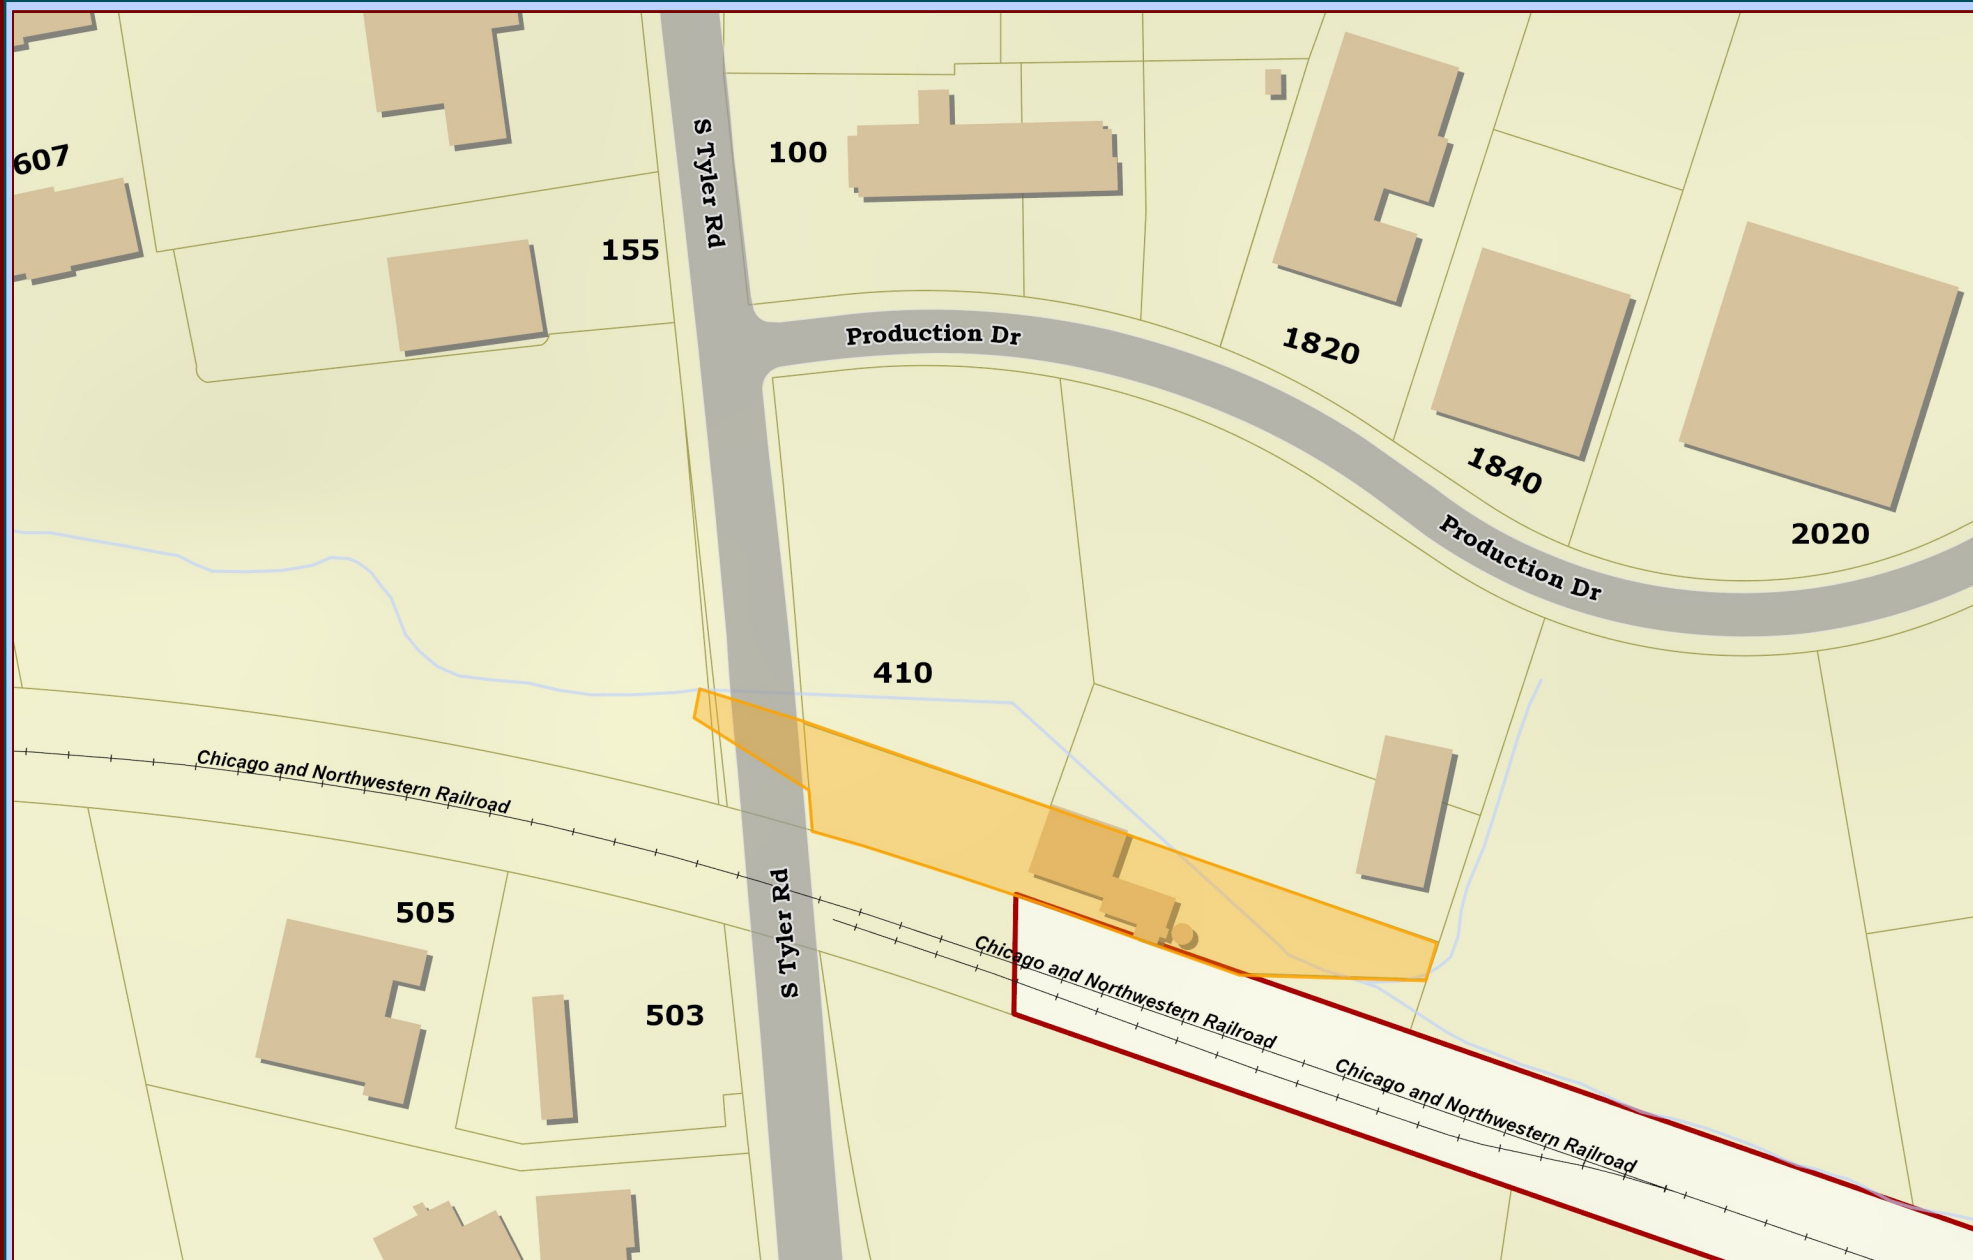 607
100
S Tyler Rd
155
Production Dr
1820
1840
2020
Production Dr
410
Chicago and Northwestern Railroad
505
S Tyler Rd
503
Chicago and Northwestern Railroad
Chicago and Northwestern Railroad